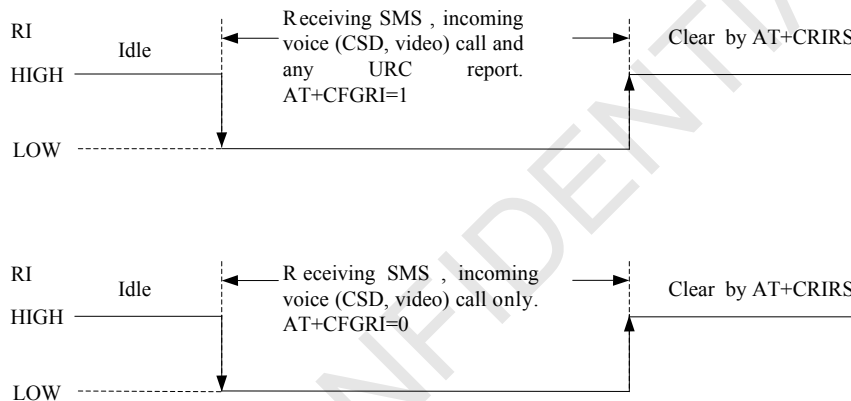 RI
Idle
Receiving SMS , incoming
voice (CSD, video) call and
any URC report.
AT+CFGRI=1
Clear by AT+CRIRS
HIGH
LOW
RI
Idle
R eceiving SMS , incoming
voice (CSD, video) call only.
AT+CFGRI=0
Clear by AT+CRIRS
HIGH
LOW
NFIDENTIA